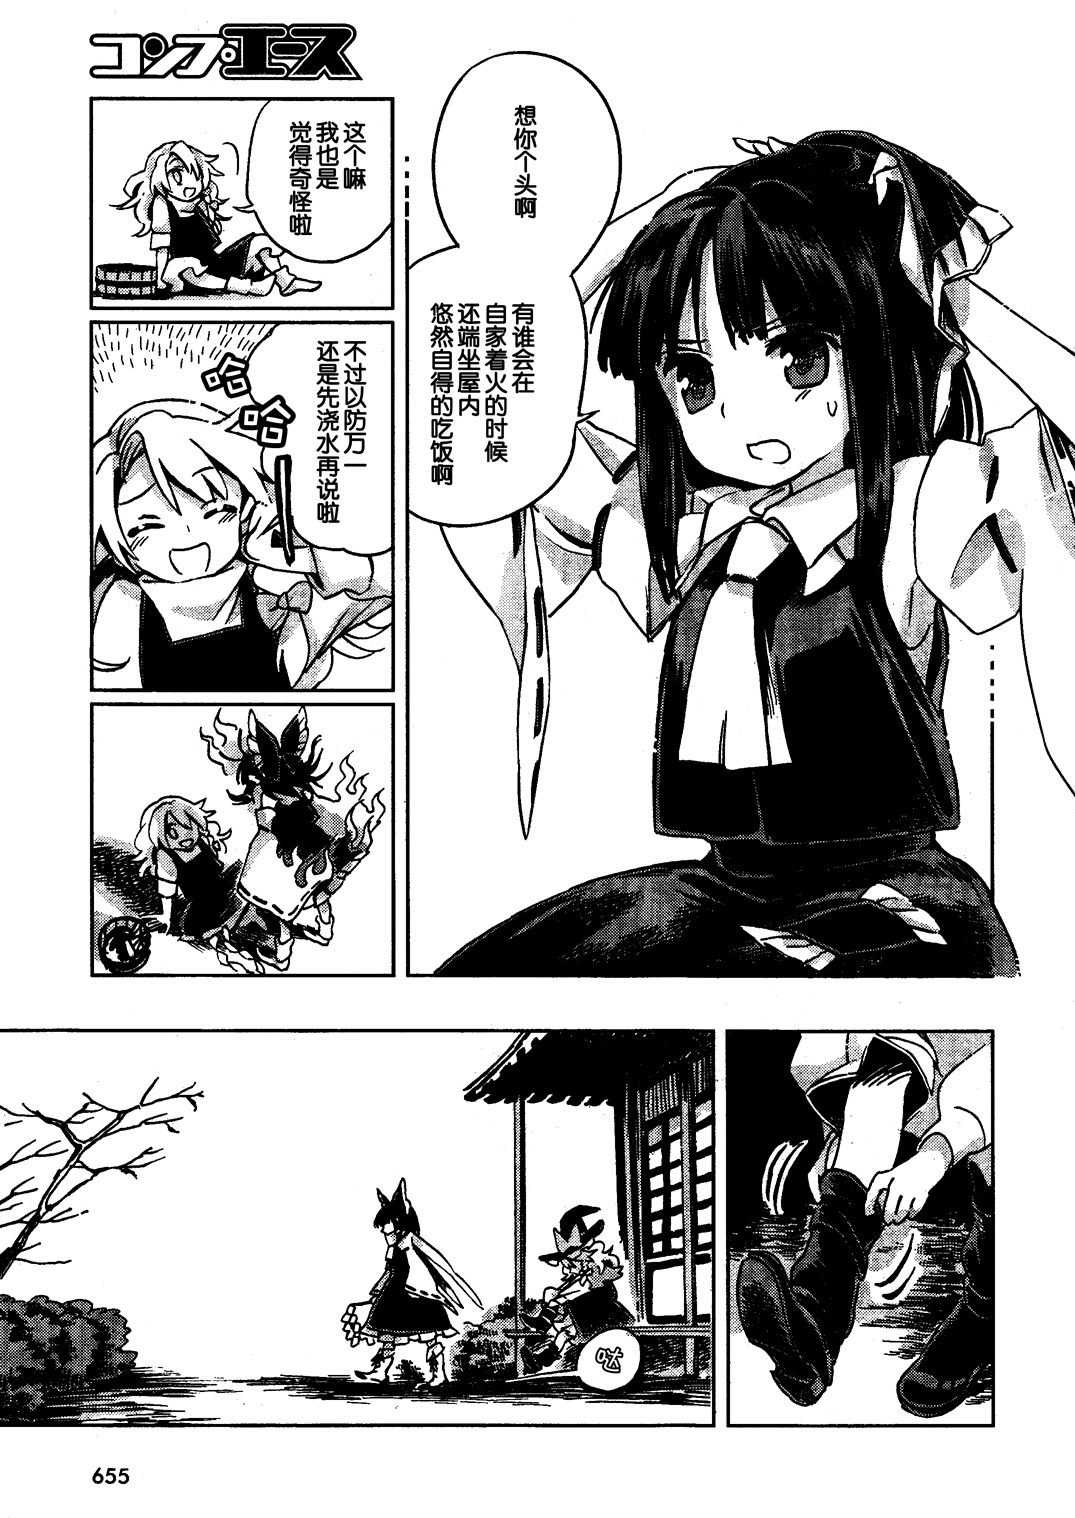 コンプ・エース
想你个头啊
有谁会在
自家着火的时候
还端坐屋内
悠然自得的吃饭啊
这个嘛
我也是
觉得奇怪啦
不过以防万一
还是先浇水再说啦
哈
哈
哒
655